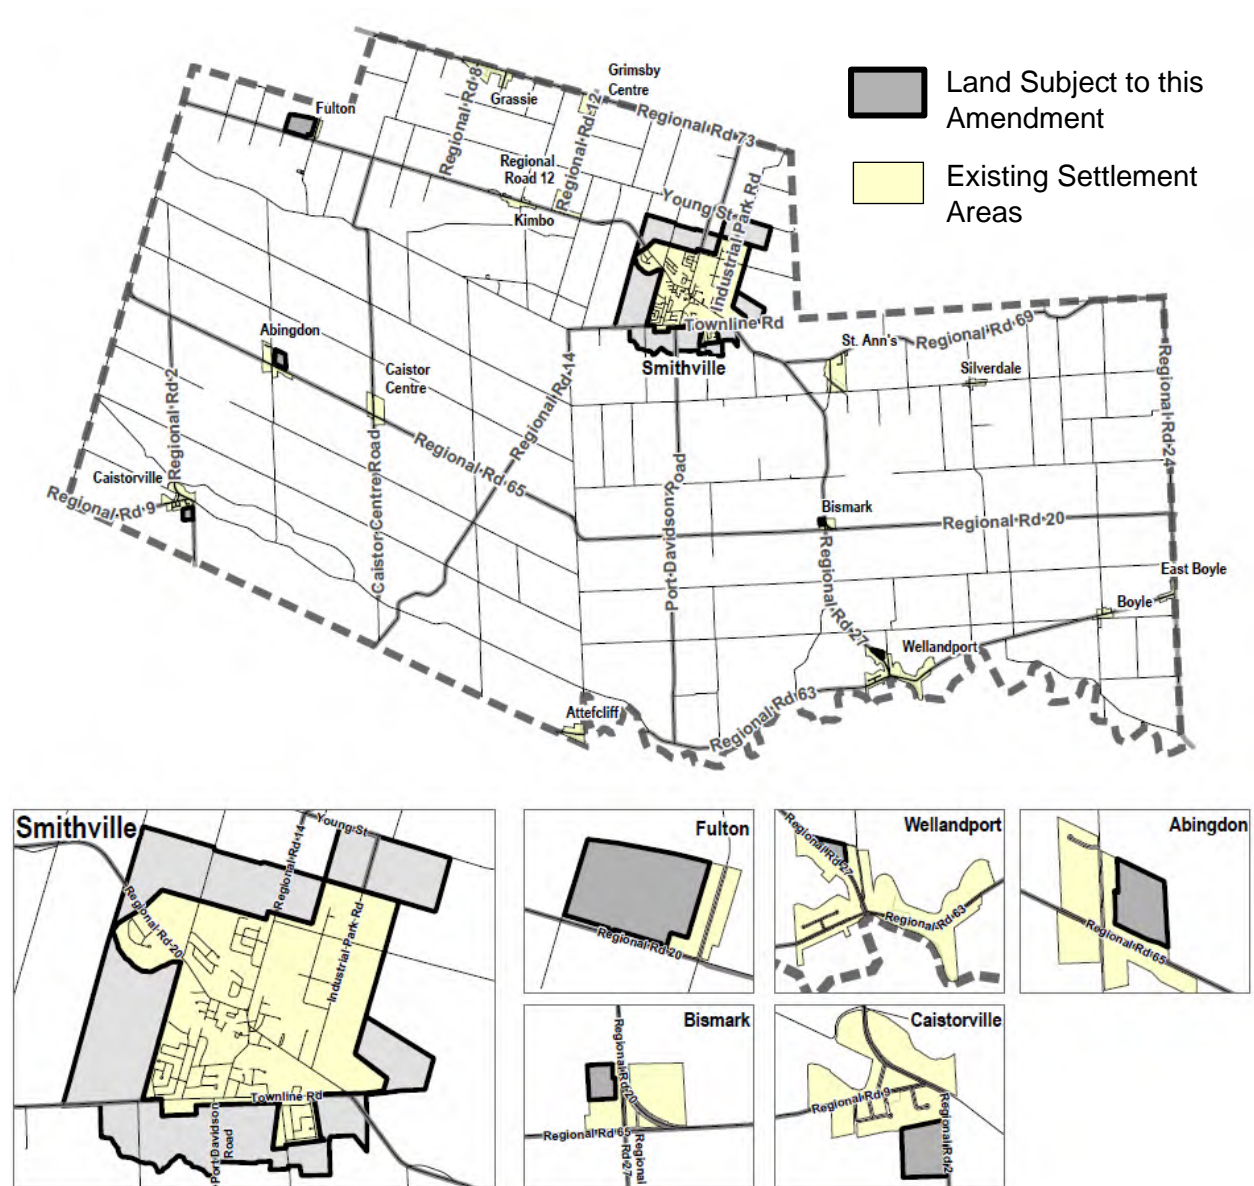 Land Subject to this
Amendment
Existing Settlement
Areas
Fulton
Regional Rd 8
Grassie
Grimsby
Centre
Regional Rd 12
Regional Rd 73
Regional
Road 12
Kimbo
Young St
Industrial Park Rd
Townline Rd
Smithville
Abingdon
Regional Rd 2
Caistor
Centre
Regional Rd 14
St. Ann's
Regional Rd 69
Silverdale
Regional Rd 24
Caistorville
Regional Rd 9
Caistor Centre Road
Regional Rd 65
Port Davidson Road
Bismark
Regional Rd 20
Regional Rd 27
East Boyle
Boyle
Wellandport
Regional Rd 63
Attefcliff
Smithville
Regional Rd 14
Young St
Regional Rd 20
Industrial Park Rd
Townline Rd
Port Davidson
Road
Fulton
Regional Rd 20
Wellandport
Regional Rd 27
Regional Rd 63
Abingdon
Regional Rd 65
Bismark
Regional Rd 20
Regional Rd 65
Regional
Rd 27
Caistorville
Regional Rd 9
Regional Rd 2